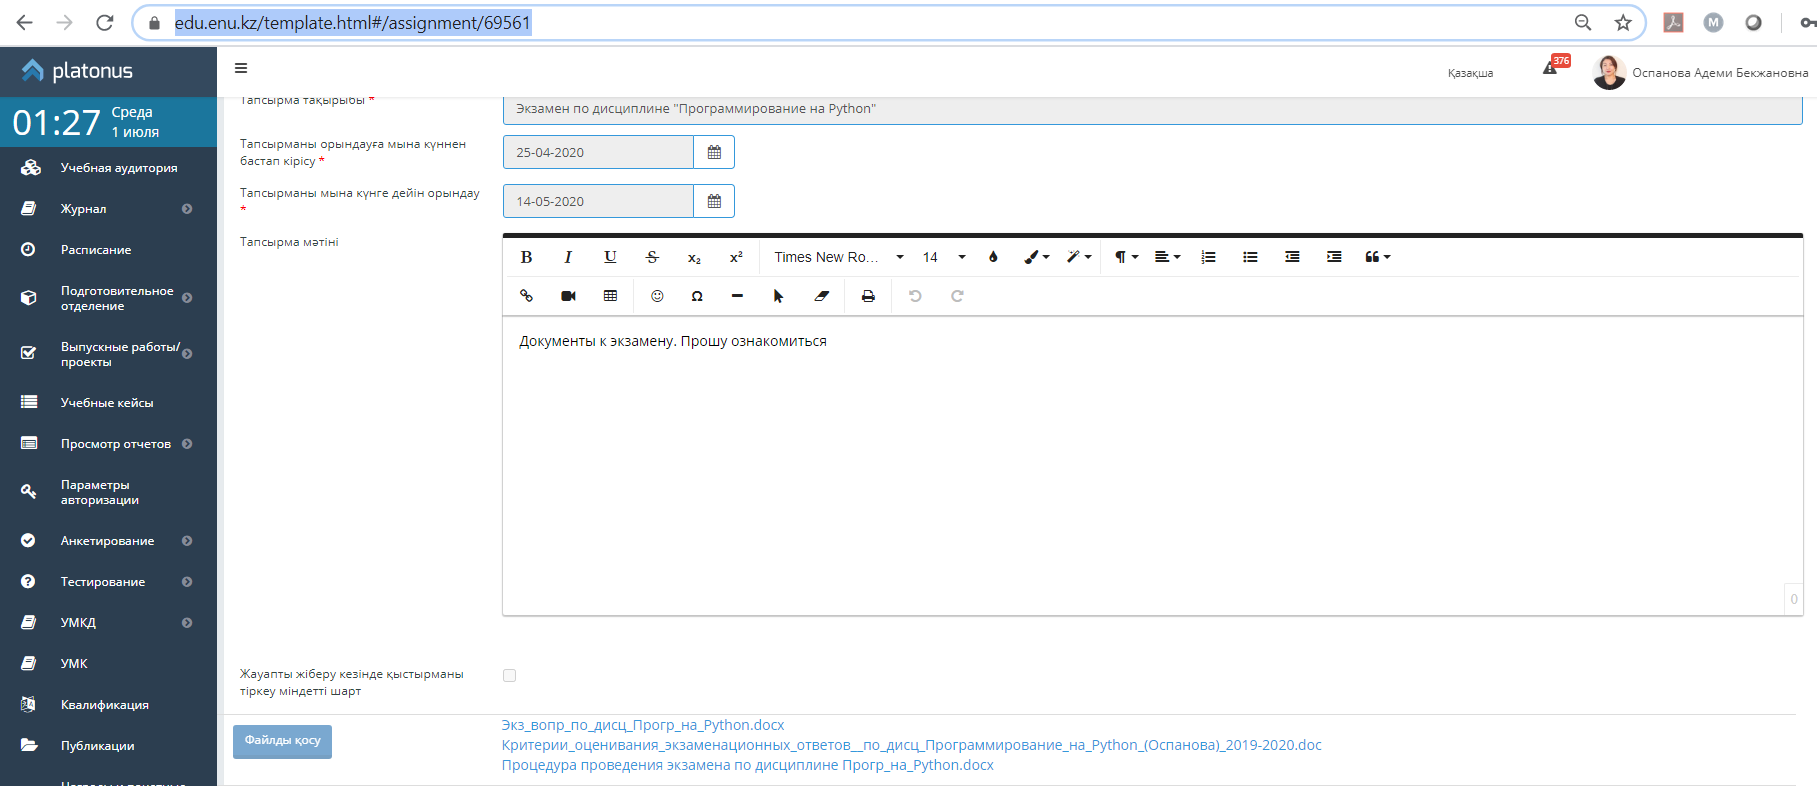 edu.enu.kz/template.html#/assignment/69561
M
platonus
Қазақша
376
Оспанова Адеми Бекжановна
01:27
Среда
1 июля
Учебная аудитория
Журнал
Расписание
Подготовительное
отделение
Выпускные работы/
проекты
Учебные кейсы
Просмотр отчетов
Параметры
авторизации
Анкетирование
Тестирование
УМКД
УМК
Квалификация
Публикации
Тапсырма тақырыбы *
Экзамен по дисциплине "Программирование на Python"
Тапсырманы орындауға мына күннен
бастап кірісу *
25-04-2020
Тапсырманы мына күнге дейін орындау
*
14-05-2020
Тапсырма мәтіні
B I U S x₂ x² Times New Ro... 14
Документы к экзамену. Прошу ознакомиться
0
Жауапты жіберу кезінде қыстырманы
тіркеу міндетті шарт
Файлды қосу
Экз_вопр_по_дисц_Прогр_на_Python.docx
Критерии_оценивания_экзаменационных_ответов__по_дисц_Программирование_на_Python_(Оспанова)_2019-2020.doc
Процедура проведения экзамена по дисциплине Прогр_на_Python.docx